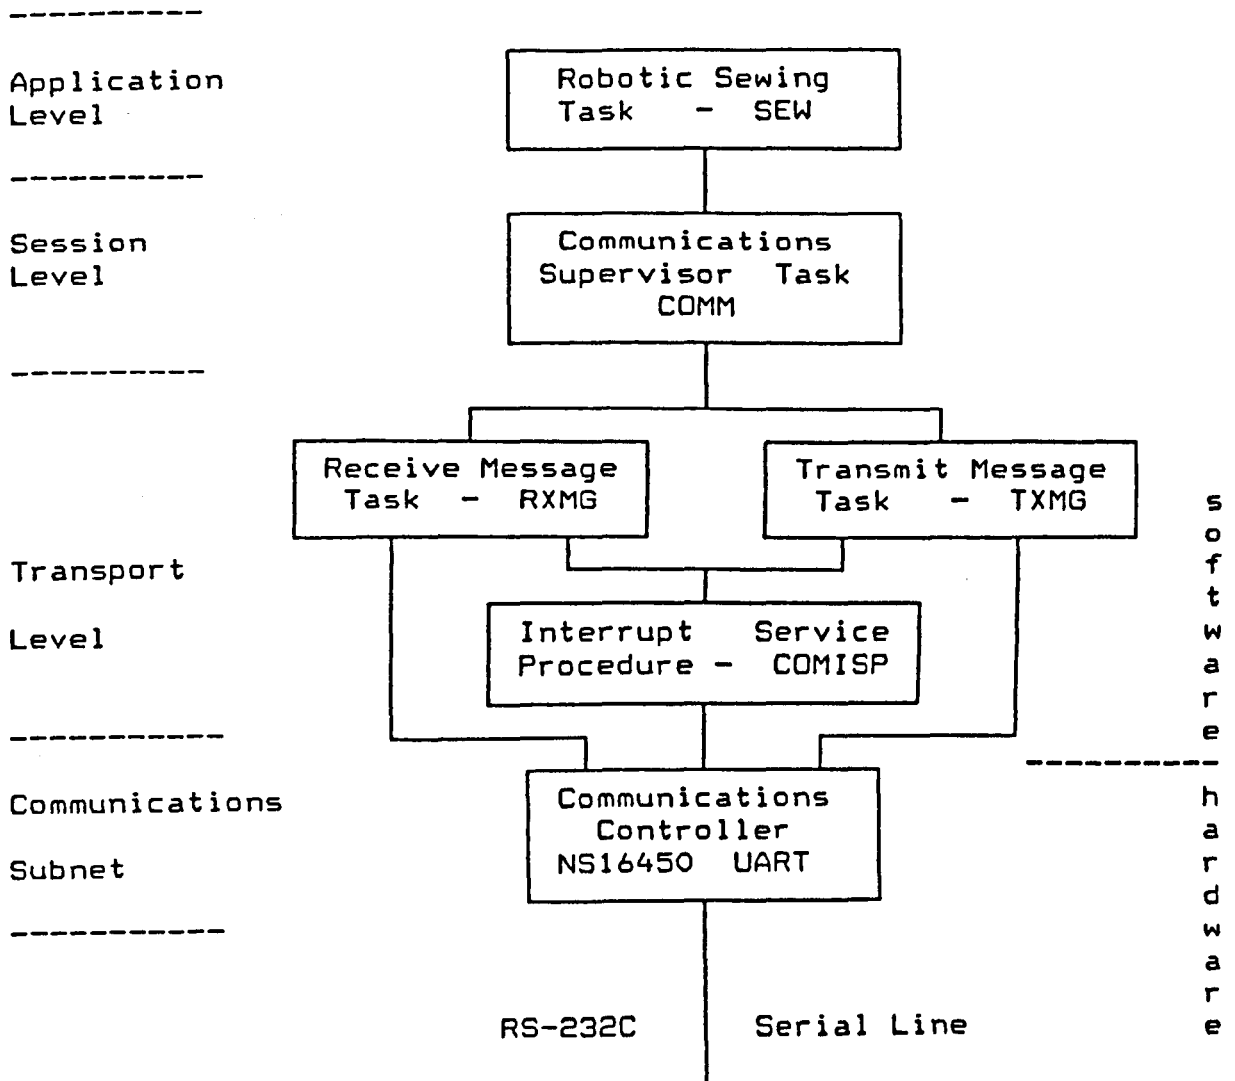 Application
Level
Robotic Sewing
Task - SEW
Session
Level
Communications
Supervisor Task
COMM
Receive Message
Task - RXMG
Transmit Message
Task - TXMG
Transport
Level
Interrupt Service
Procedure - COMISP
software
Communications
Subnet
Communications
Controller
NS16450 UART
hardware
RS-232C Serial Line